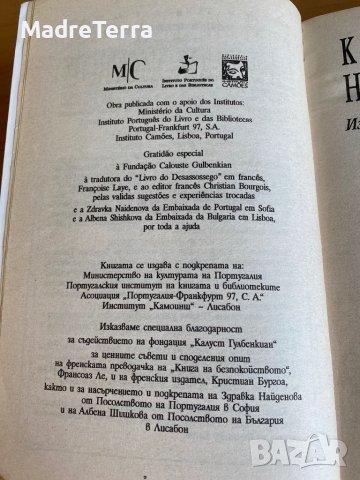 MadreTerra
M/C
MINISTÉRIO DA CULTURA
INSTITUTO PORTUGUÊS DO
LIVRO E DAS BIBLIOTECAS
CAMÕES
Obra publicada com o apoio dos Institutos:
Ministério da Cultura
Instituto Português do Livro e das Bibliotecas
Portugal-Frankfurt 97, S.A.
Instituto Camões, Lisboa, Portugal
Gratidão especial
à Fundação Calouste Gulbenkian
à tradutora do "Livro do Desassossego" em francês,
Françoise Laye, e ao editor francês Christian Bourgois,
pelas valiosas sugestões e experiências trocadas
e a Zdravka Naidenova da Embaixada de Portugal em Sofia
e a Albena Shishkova da Embaixada da Bulgaria em Lisboa,
por toda a ajuda
Книгата се издава с подкрепата на:
Министерство на културата на Португалия
Португалския институт на книгата и библиотеките
Асоциация „Португалия-Франкфурт 97, С. А."
Институт „Камоинш" – Лисабон
Изказваме специална благодарност
за съдействието на фондация „Калуст Гулбенкиан"
за ценните съвети и споделения опит
на френската преводачка на „Книга на безпокойството",
Франсоаз Ле, и на френския издател, Кристиан Бургоа,
както и за насърчението и подкрепата на Здравка Найденова
от Посолството на Португалия в София
и на Албена Шишкова от Посолството на България
в Лисабон
К
Н
Из
BAZAR
bg